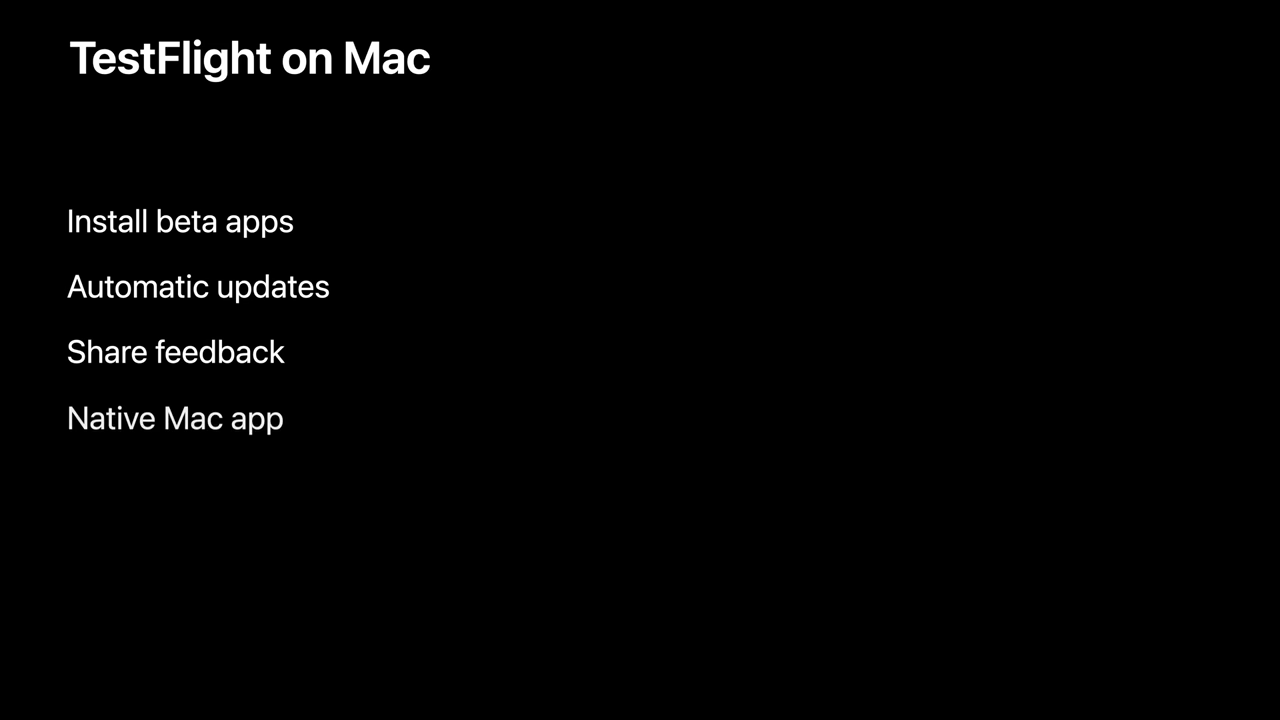 TestFlight on Mac
Install beta apps
Automatic updates
Share feedback
Native Mac app